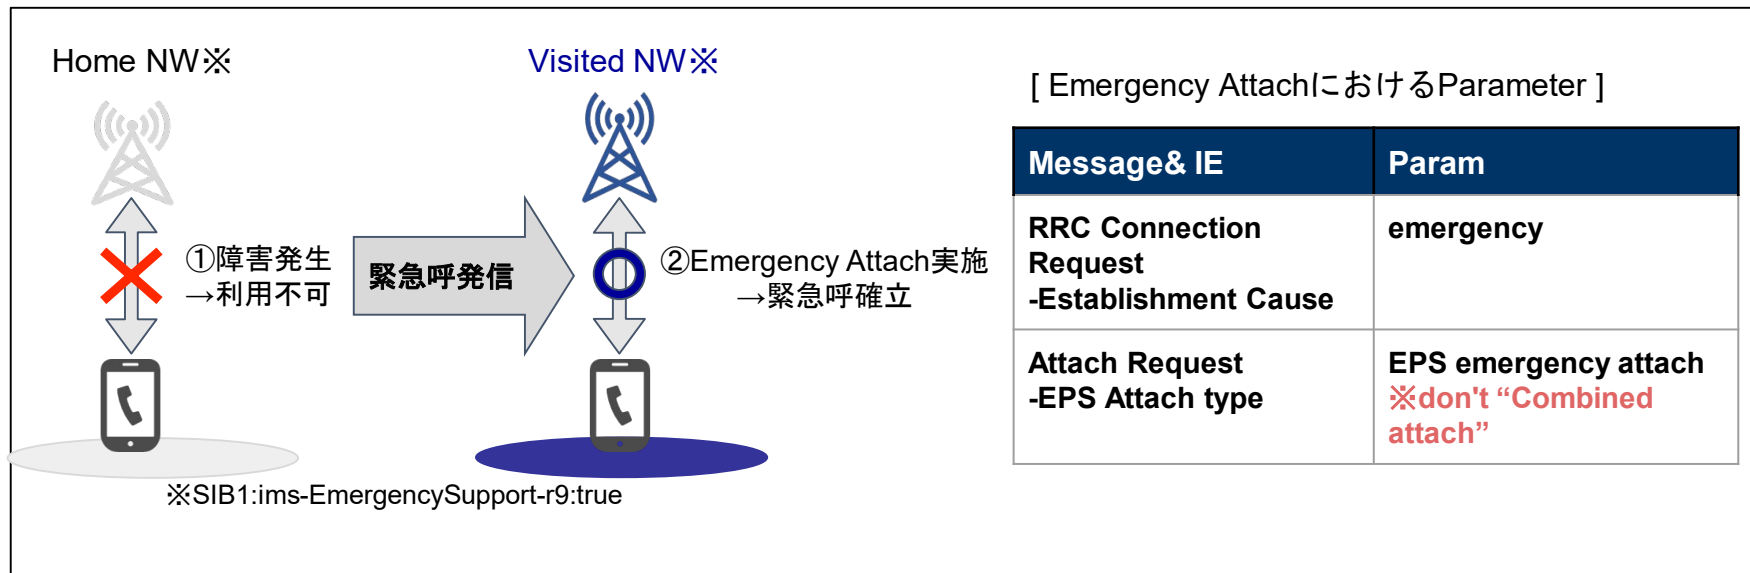 Home NW※
Visited NW※
①障害発生
→利用不可
緊急呼発信
②Emergency Attach実施
→緊急呼確立
※SIB1:ims-EmergencySupport-r9:true
[ Emergency AttachにおけるParameter ]
Message& IE
Param
RRC Connection
Request
-Establishment Cause
emergency
Attach Request
-EPS Attach type
EPS emergency attach
※don't “Combined
attach”